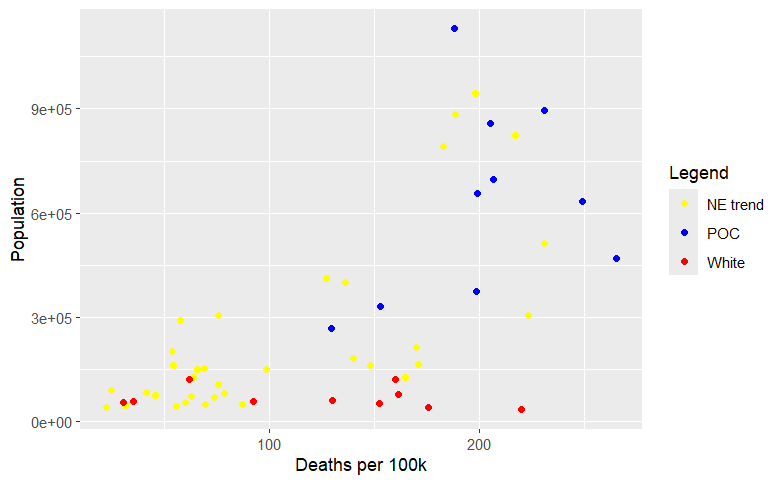 Population
9e+05
6e+05
3e+05
0e+00
100
200
Deaths per 100k
Legend
NE trend
POC
White